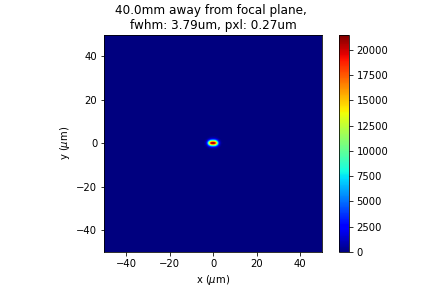 40.0mm away from focal plane,
fwhm: 3.79um, pxl: 0.27um
40
20
0
−20
−40
y (μm)
−40 −20 0 20 40
x (μm)
20000
17500
15000
12500
10000
7500
5000
2500
0